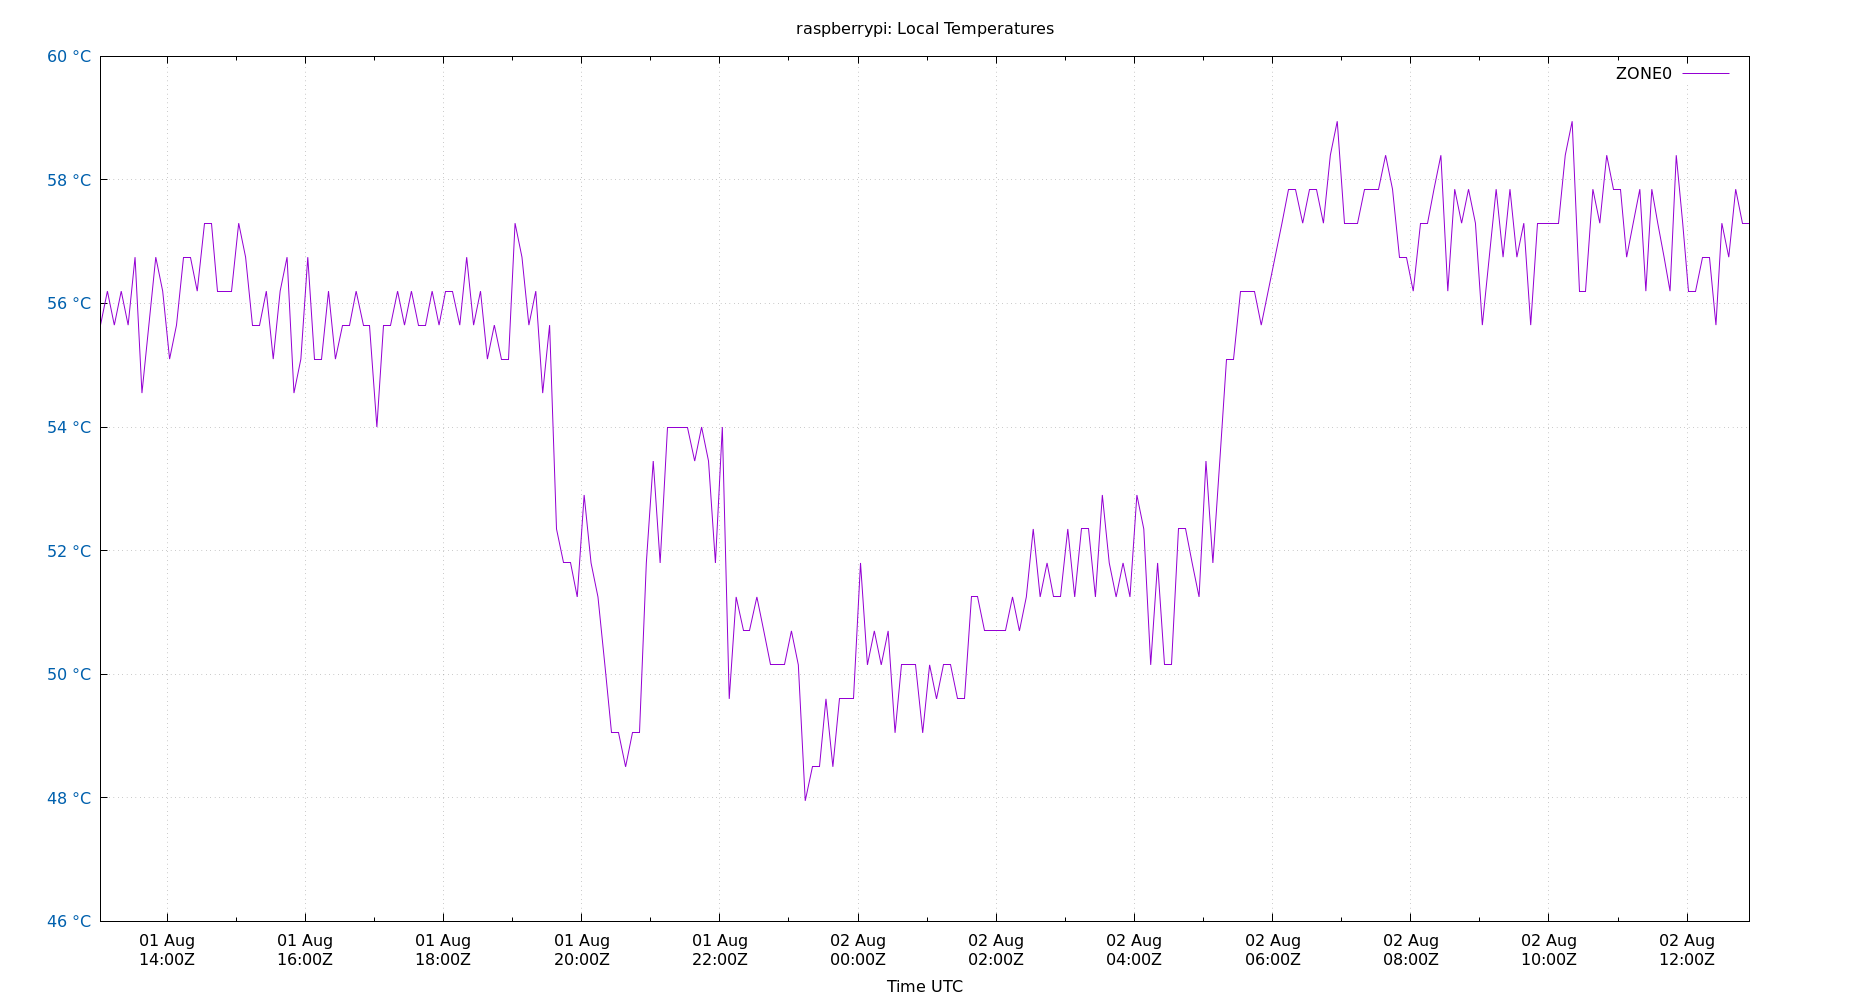 raspberrypi: Local Temperatures
60 °C
58 °C
56 °C
54 °C
52 °C
50 °C
48 °C
46 °C
ZONE0
01 Aug
14:00Z
01 Aug
16:00Z
01 Aug
18:00Z
01 Aug
20:00Z
01 Aug
22:00Z
02 Aug
00:00Z
02 Aug
02:00Z
02 Aug
04:00Z
02 Aug
06:00Z
02 Aug
08:00Z
02 Aug
10:00Z
02 Aug
12:00Z
Time UTC